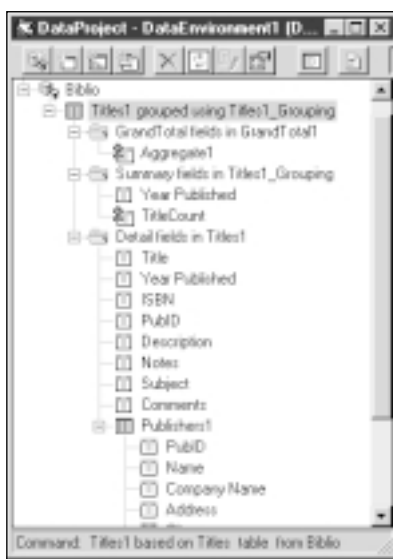 DataProject - DataEnvironment1 (D...
Biblio
Titles1 grouped using Titles1_Grouping
GrandTotal fields in GrandTotal1
Aggregate1
Summary fields in Titles1_Grouping
Year Published
TitleCount
Detail fields in Titles1
Title
Year Published
ISBN
PubID
Description
Notes
Subject
Comments
Publishers1
PubID
Name
Company Name
Address
Command: Titles1 based on Titles table from Biblio